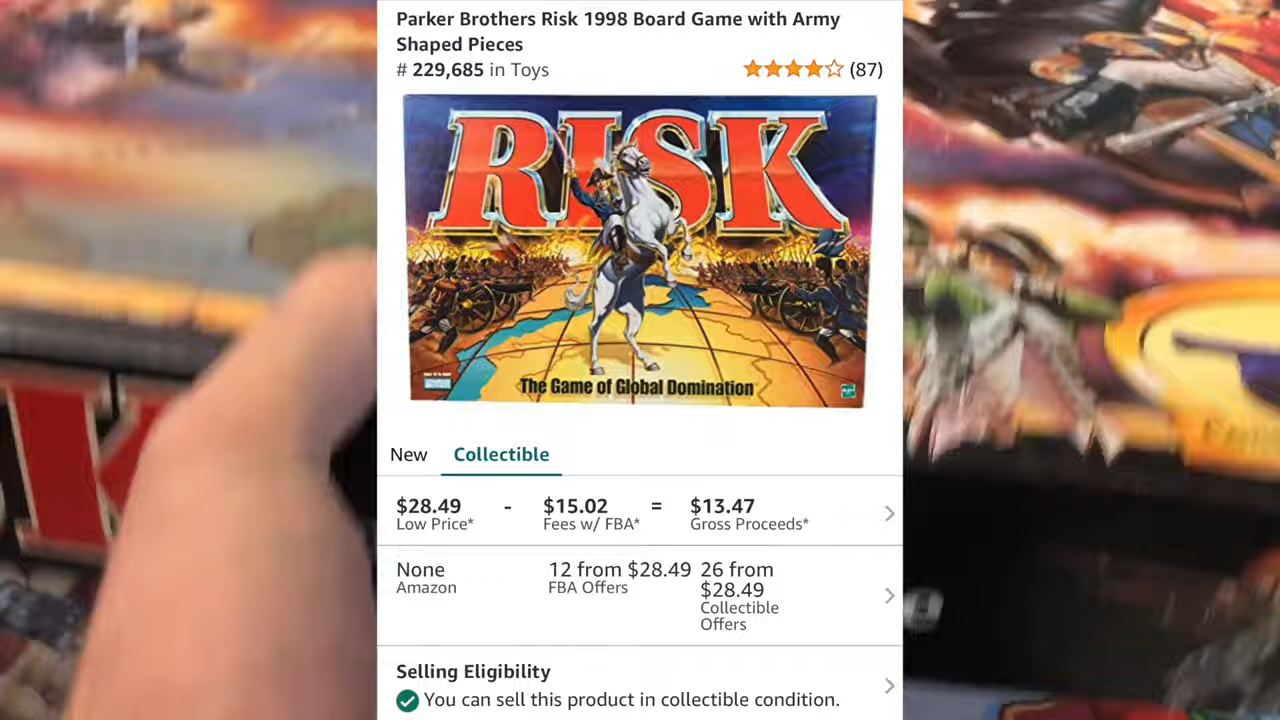 Parker Brothers Risk 1998 Board Game with Army
Shaped Pieces
# 229,685 in Toys
(87)
RISK
The Game of Global Domination
New
Collectible
$28.49 - $15.02 = $13.47
Low Price* Fees w/ FBA* Gross Proceeds*
None 12 from $28.49 26 from
$28.49
Amazon FBA Offers
Collectible
Offers
Selling Eligibility
You can sell this product in collectible condition.